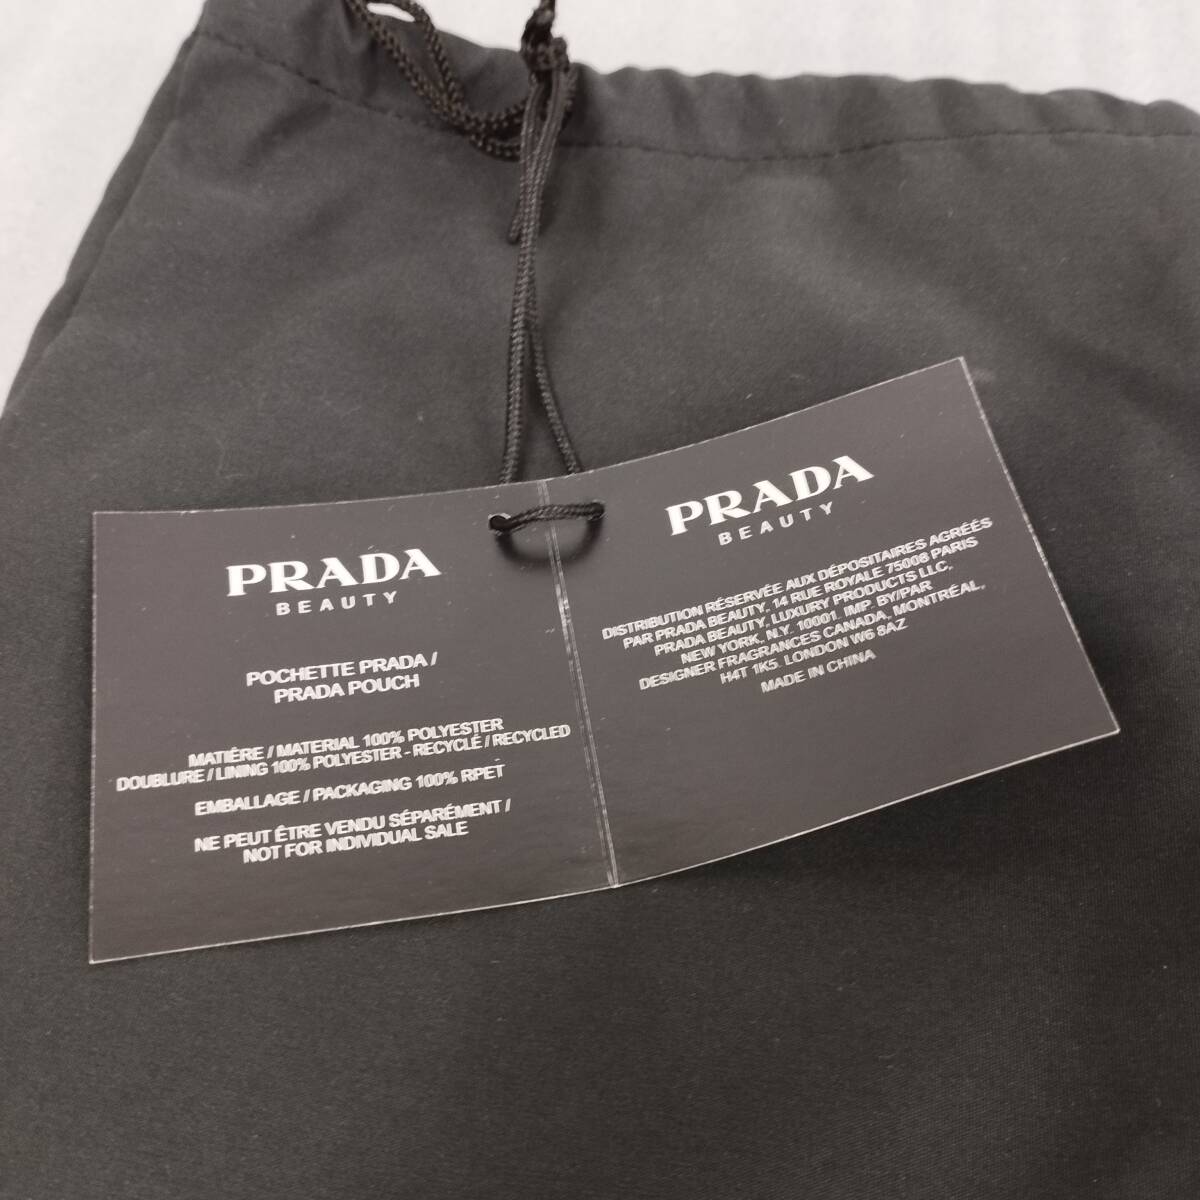 PRADA
BEAUTY
POCHETTE PRADA /
PRADA POUCH
MATIÈRE / MATERIAL 100% POLYESTER
DOUBLURE / LINING 100% POLYESTER - RECYCLÉ / RECYCLED
EMBALLAGE / PACKAGING 100% RPET
NE PEUT ÊTRE VENDU SÉPARÉMENT /
NOT FOR INDIVIDUAL SALE
PRADA
BEAUTY
DISTRIBUTION RÉSERVÉE AUX DÉPOSITAIRES AGRÉÉS
PAR PRADA BEAUTY, 14 RUE ROYALE 75008 PARIS
PRADA BEAUTY, LUXURY PRODUCTS LLC,
NEW YORK, N.Y. 10001. IMP. BY/PAR
DESIGNER FRAGRANCES CANADA, MONTRÉAL,
H4T 1K5. LONDON W6 8AZ
MADE IN CHINA